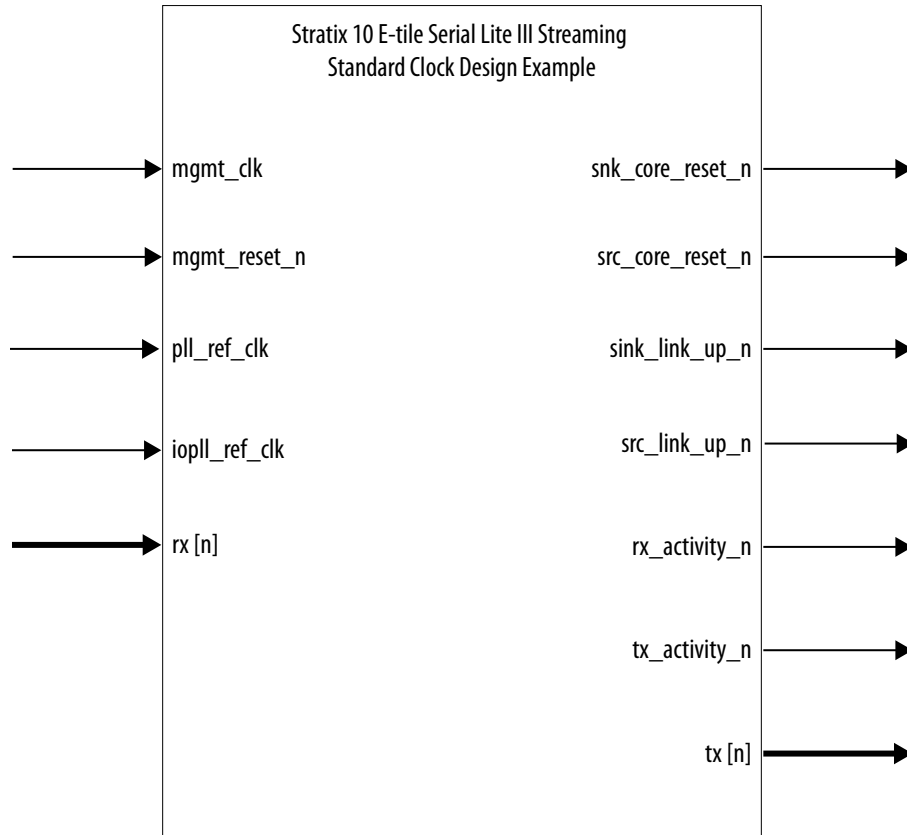 Stratix 10 E-tile Serial Lite III Streaming
Standard Clock Design Example
mgmt_clk
snk_core_reset_n
mgmt_reset_n
src_core_reset_n
pll_ref_clk
sink_link_up_n
iopll_ref_clk
src_link_up_n
rx [n]
rx_activity_n
tx_activity_n
tx [n]